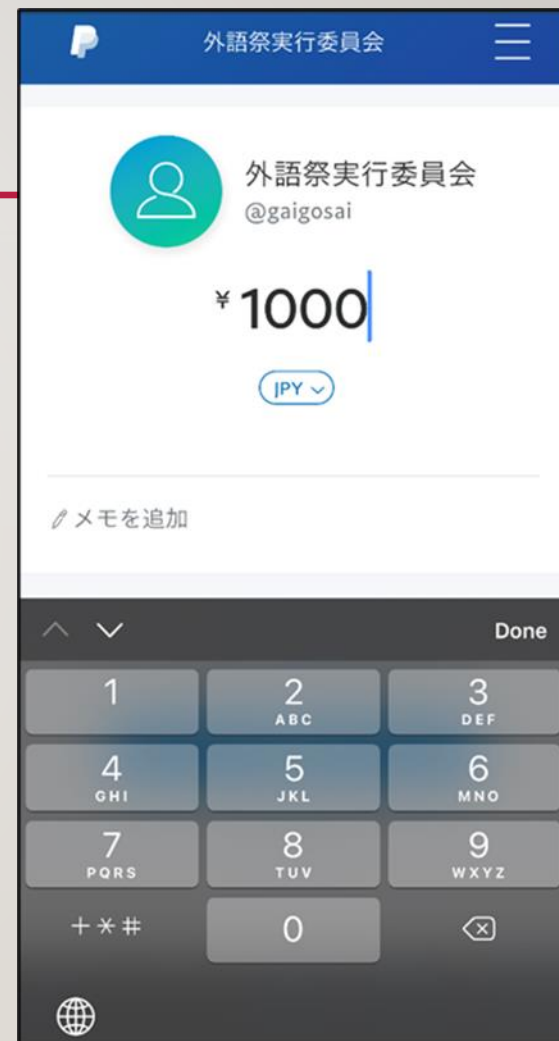 外語祭実行委員会
外語祭実行委員会
@gaigosai
¥1000
JPY
メモを追加
Done
1
2
ABC
3
DEF
4
GHI
5
JKL
6
MNO
7
PQRS
8
TUV
9
WXYZ
+*#
0